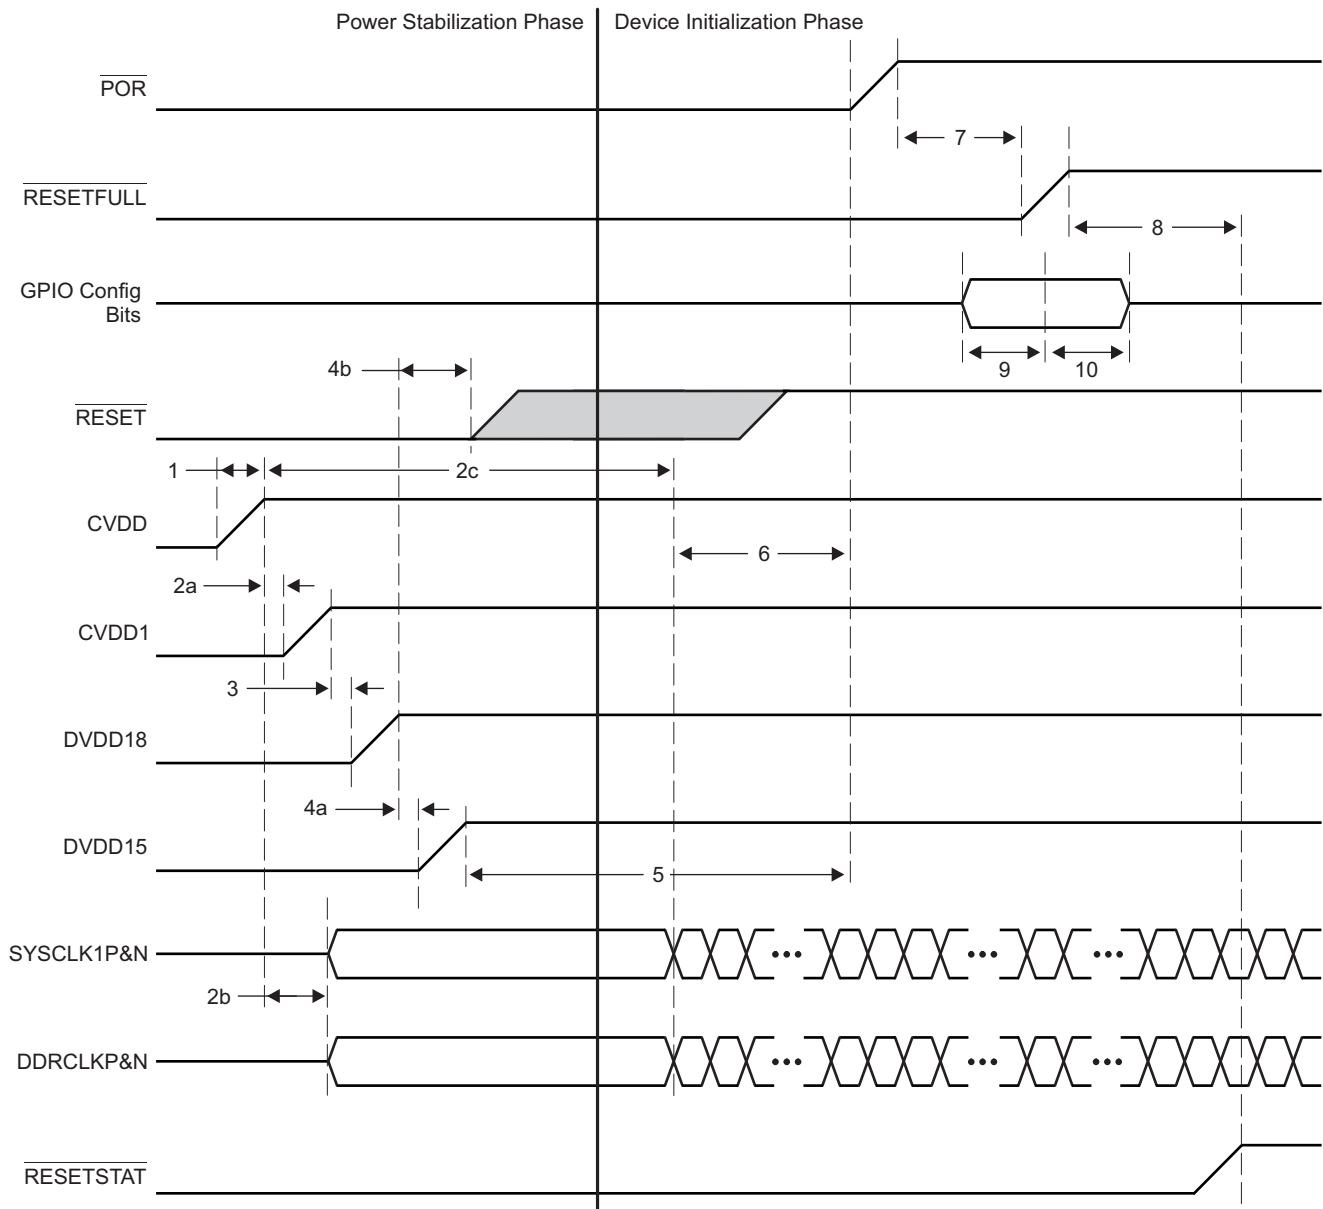 Power Stabilization Phase
Device Initialization Phase
POR
7
RESETFULL
8
GPIO Config
Bits
9
10
4b
RESET
1
2c
CVDD
6
2a
CVDD1
3
DVDD18
4a
DVDD15
5
SYSCLK1P&N
2b
DDRCLKP&N
RESETSTAT